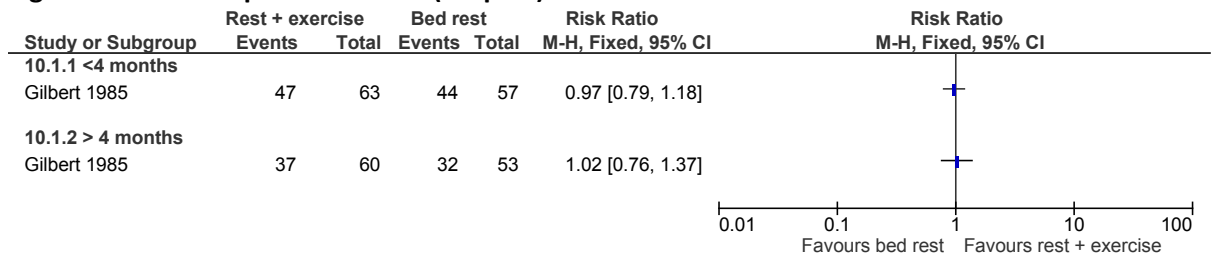 Rest + exercise Bed rest Risk Ratio Risk Ratio
Study or Subgroup Events Total Events Total M-H, Fixed, 95% CI M-H, Fixed, 95% CI
10.1.1 <4 months
Gilbert 1985 47 63 44 57 0.97 [0.79, 1.18]
10.1.2 > 4 months
Gilbert 1985 37 60 32 53 1.02 [0.76, 1.37]
0.01 0.1 1 10 100
Favours bed rest Favours rest + exercise